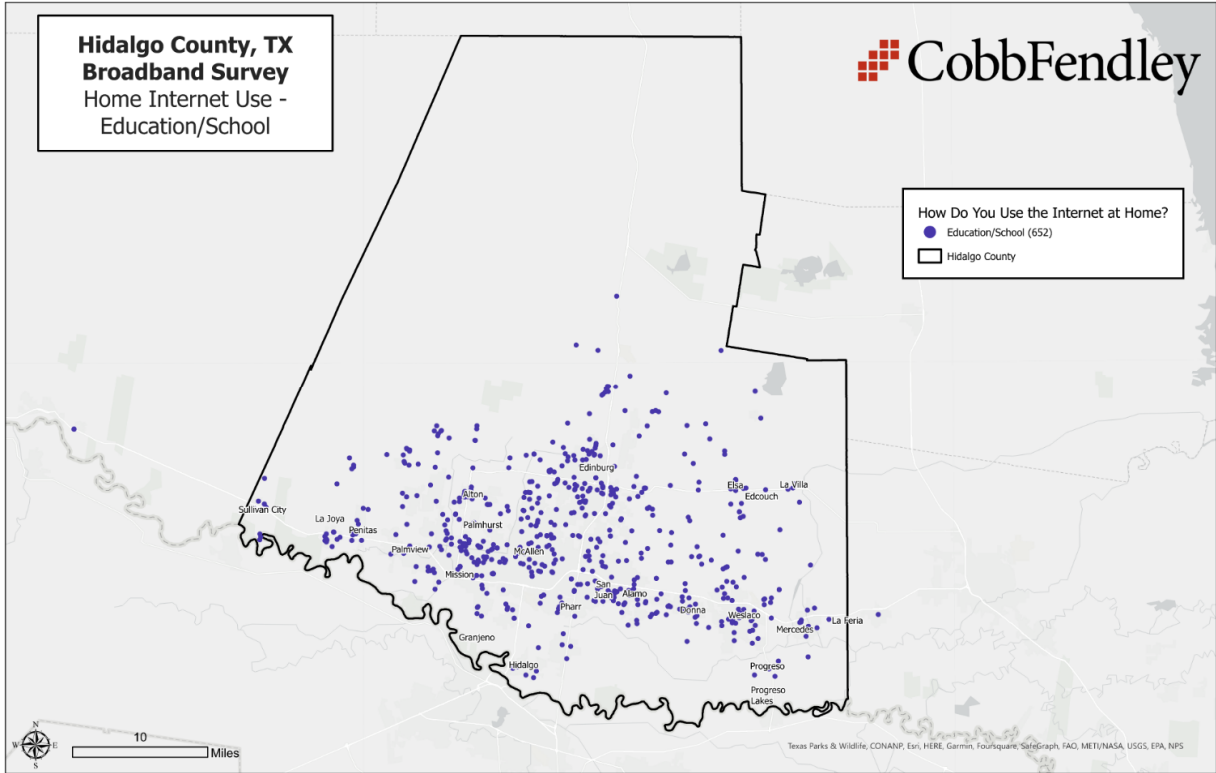 Hidalgo County, TX
Broadband Survey
Home Internet Use -
Education/School
CobbFendley
How Do You Use the Internet at Home?
Education/School (652)
Hidalgo County
Edinburg
Elsa
La Villa
Edcouch
Alton
Sullivan City
La Joya
Penitas
Palmhurst
Palmview
McAllen
Mission
San
Juan
Alamo
Pharr
Donna
Weslaco
Mercedes
La Feria
Granjeno
Hidalgo
Progreso
Progreso
Lakes
N
W
E
S
10
Miles
Texas Parks & Wildlife, CONANP, Esri, HERE, Garmin, Foursquare, SafeGraph, FAO, METI/NASA, USGS, EPA, NPS